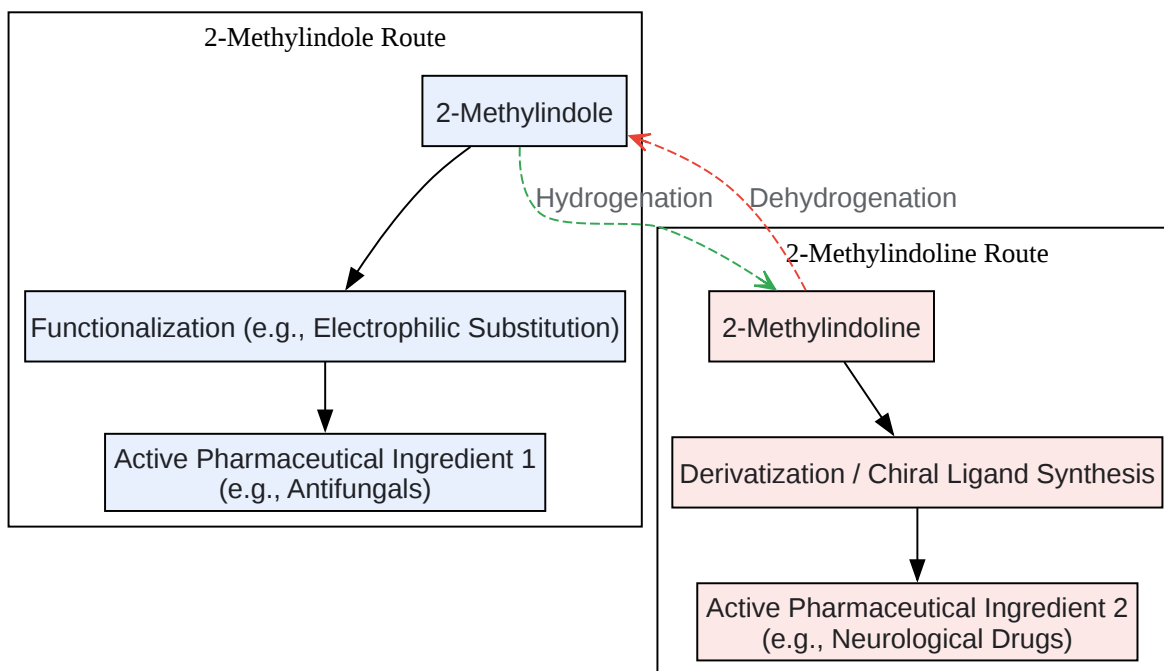 2-Methylindole Route
2-Methylindole
Hydrogenation
Dehydrogenation
2-Methylindoline Route
Functionalization (e.g., Electrophilic Substitution)
2-Methylindoline
Active Pharmaceutical Ingredient 1
(e.g., Antifungals)
Derivatization / Chiral Ligand Synthesis
Active Pharmaceutical Ingredient 2
(e.g., Neurological Drugs)